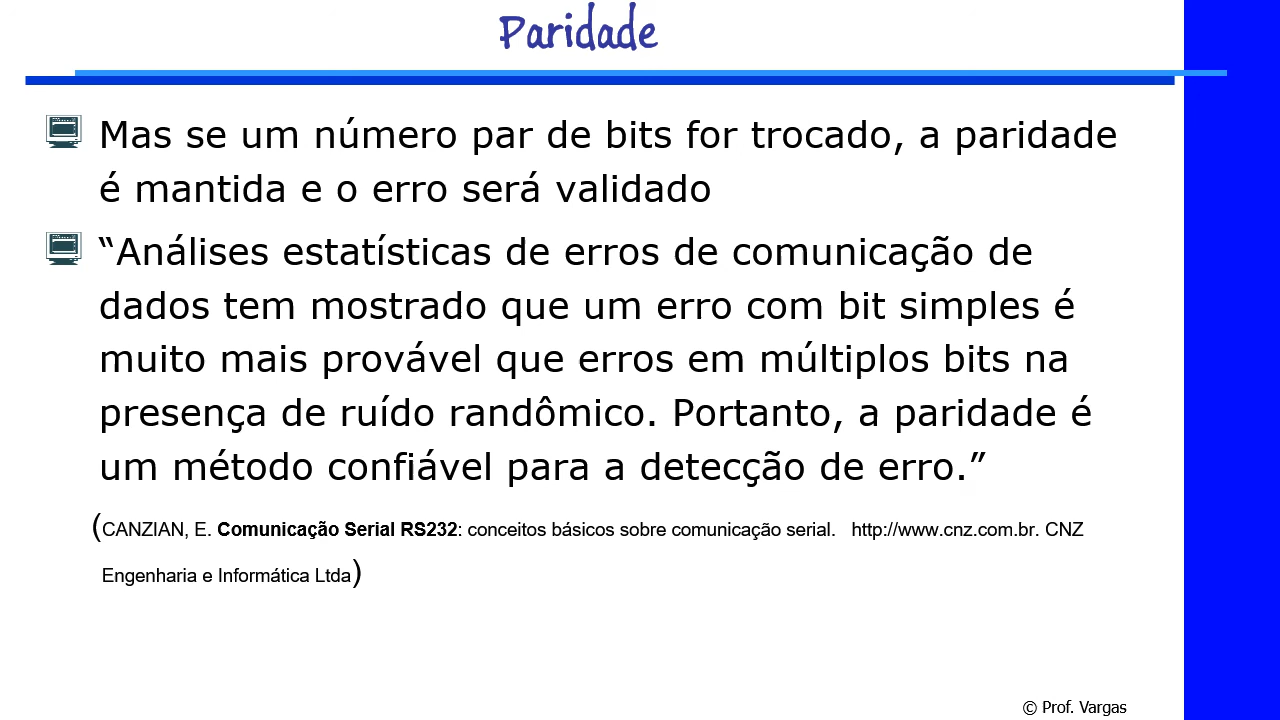 Paridade
Mas se um número par de bits for trocado, a paridade
é mantida e o erro será validado
“Análises estatísticas de erros de comunicação de
dados tem mostrado que um erro com bit simples é
muito mais provável que erros em múltiplos bits na
presença de ruído randômico. Portanto, a paridade é
um método confiável para a detecção de erro.”
(CANZIAN, E. Comunicação Serial RS232: conceitos básicos sobre comunicação serial. http://www.cnz.com.br. CNZ
Engenharia e Informática Ltda)
© Prof. Vargas